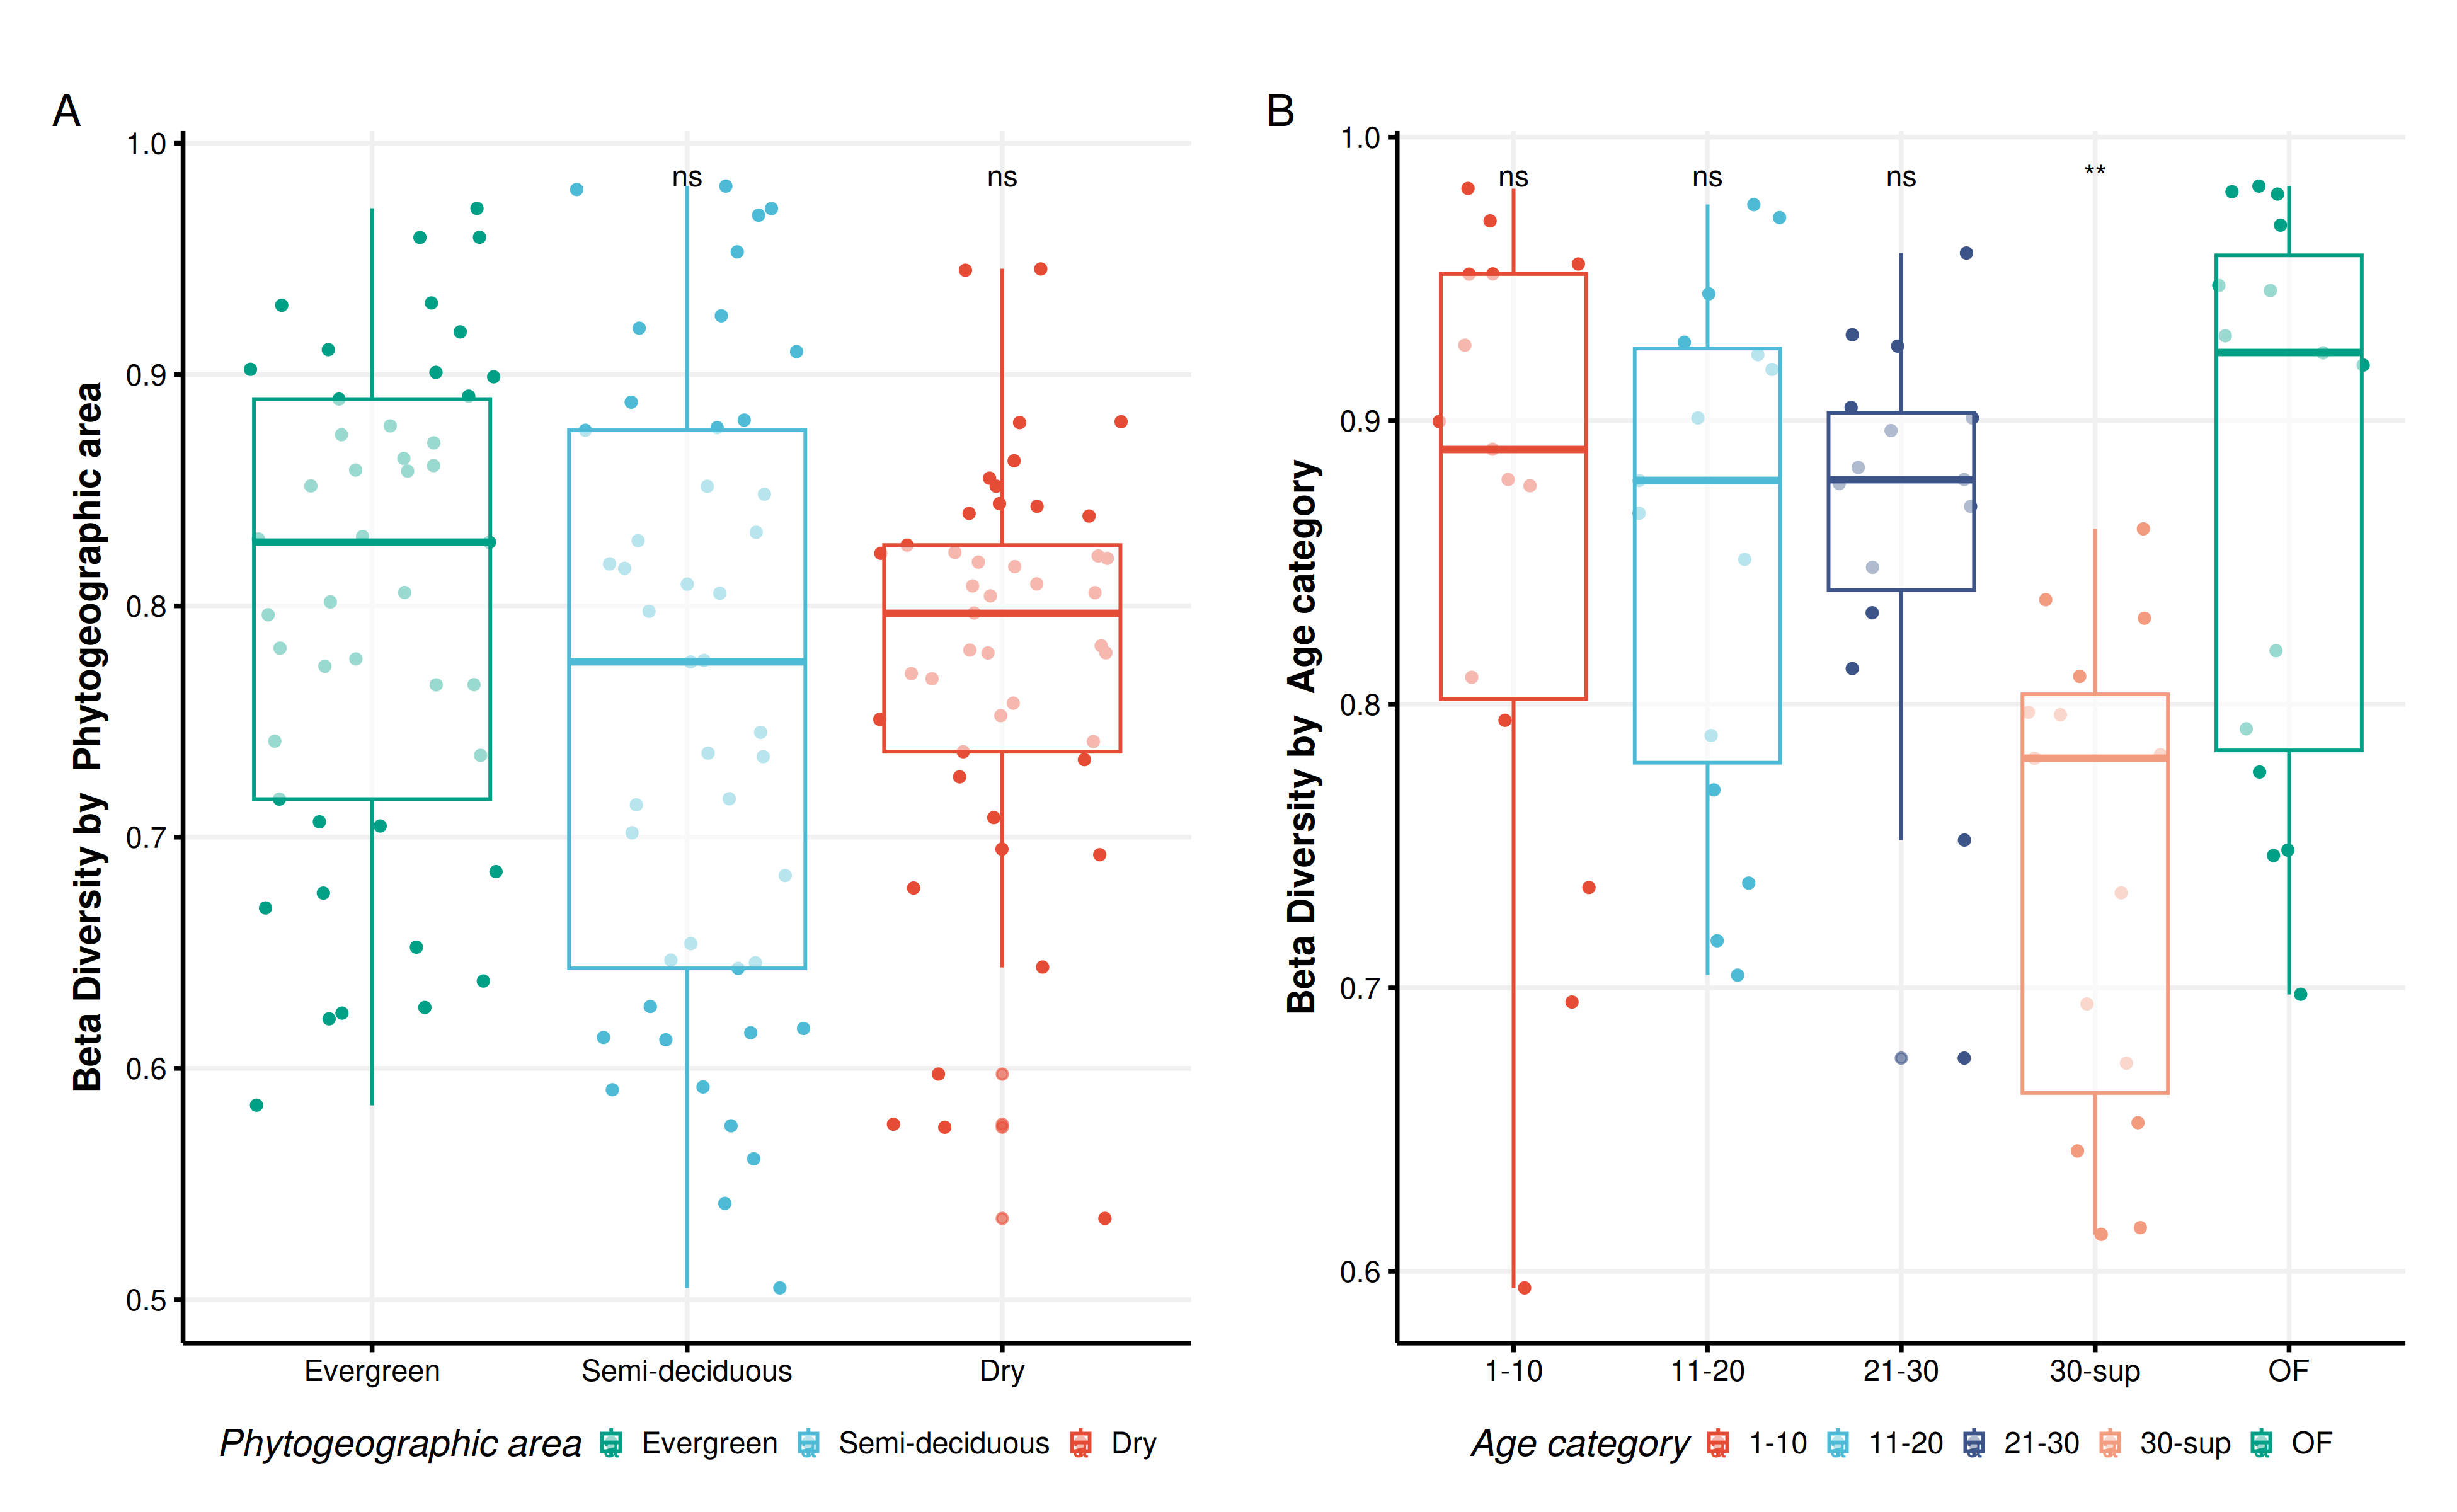 A
Beta Diversity by Phytogeographic area
1.0
0.9
0.8
0.7
0.6
0.5
ns
ns
Evergreen
Semi-deciduous
Dry
Phytogeographic area
Evergreen
Semi-deciduous
Dry
B
Beta Diversity by Age category
1.0
0.9
0.8
0.7
0.6
ns
ns
ns
**
1-10
11-20
21-30
30-sup
OF
Age category
1-10
11-20
21-30
30-sup
OF